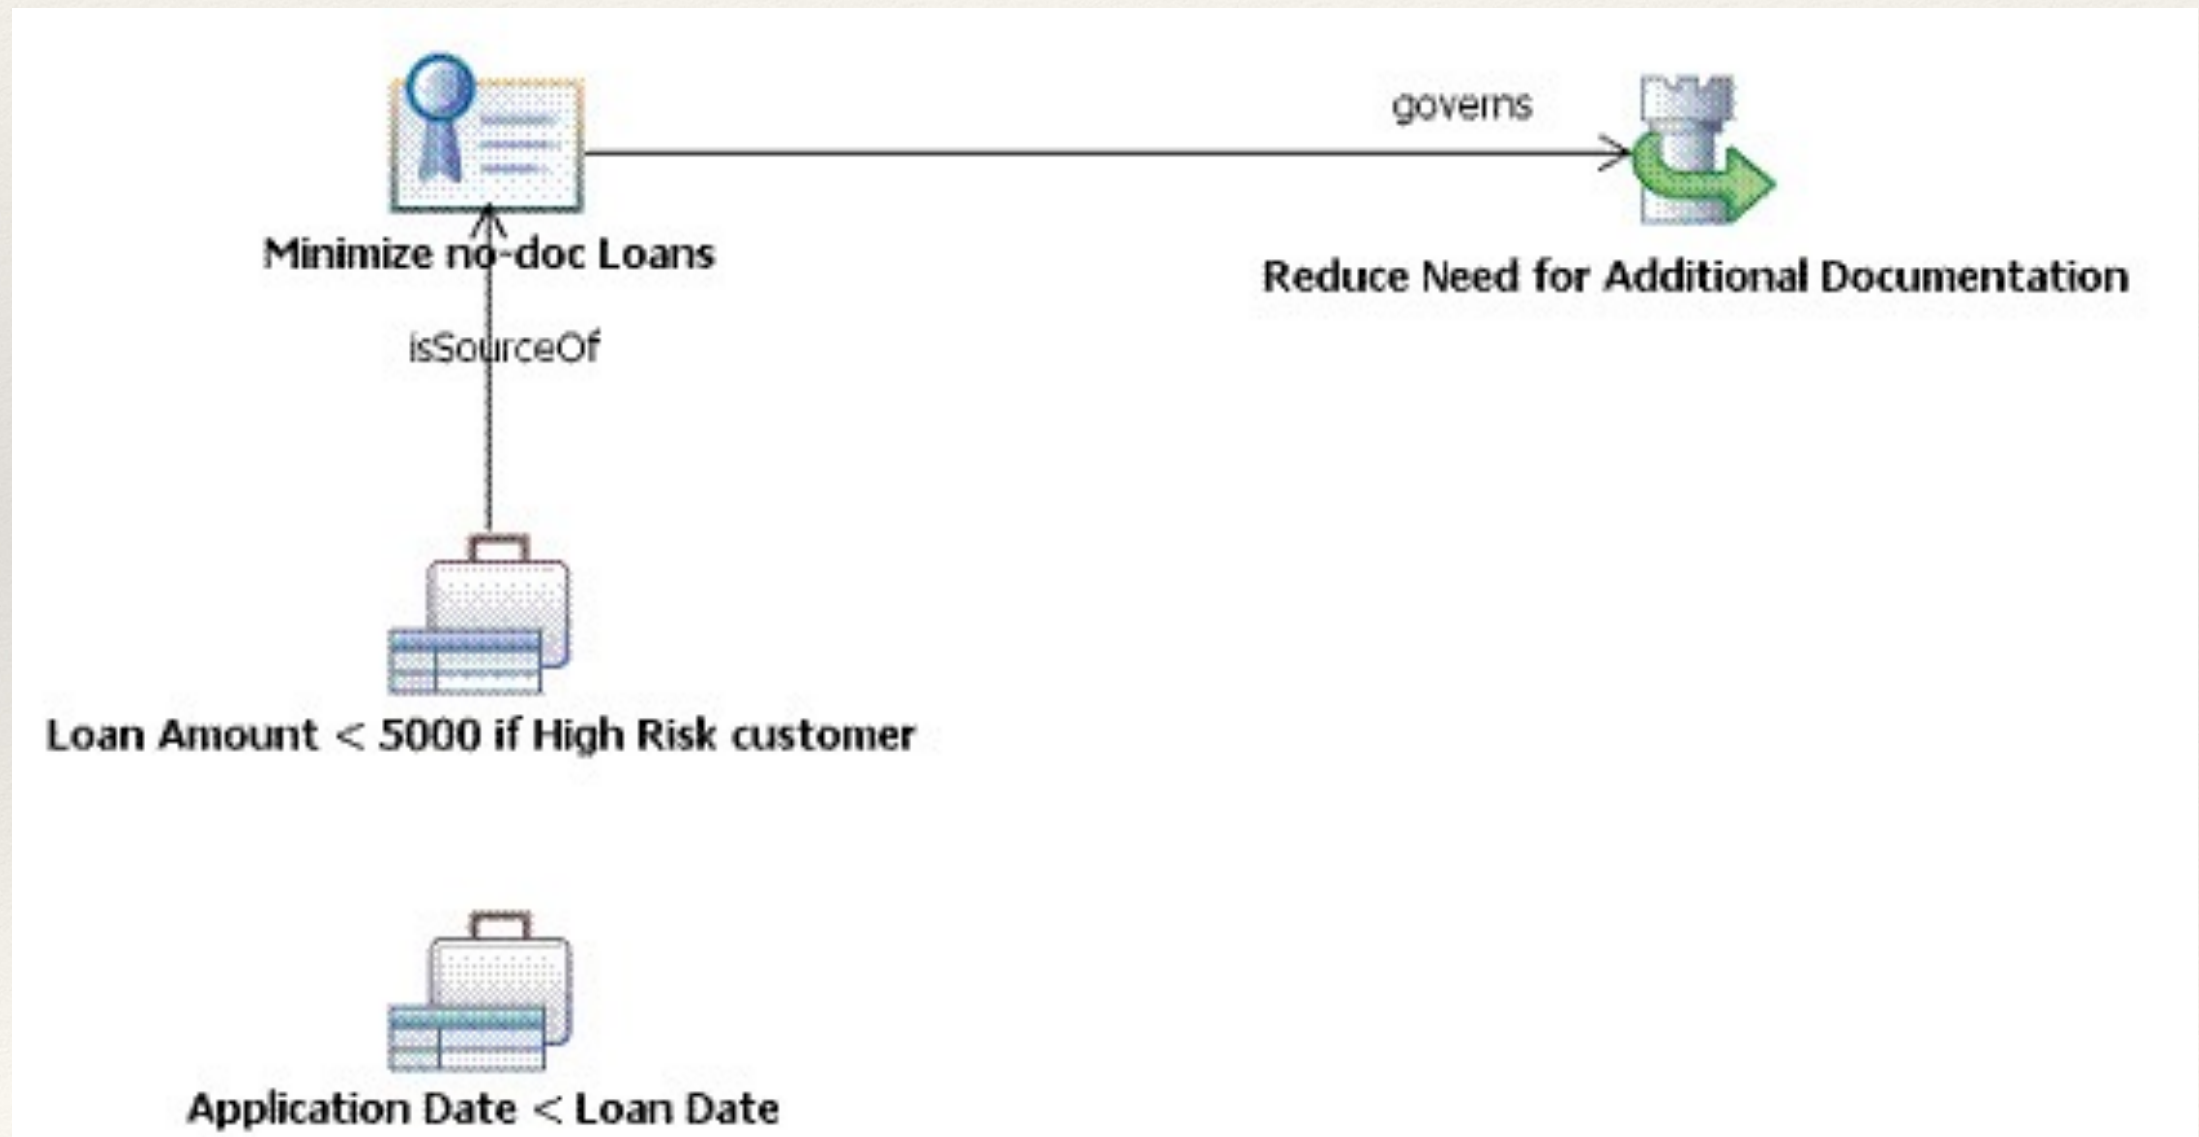 governs
Minimize no-doc Loans
Reduce Need for Additional Documentation
isSourceOf
Loan Amount < 5000 if High Risk customer
Application Date < Loan Date